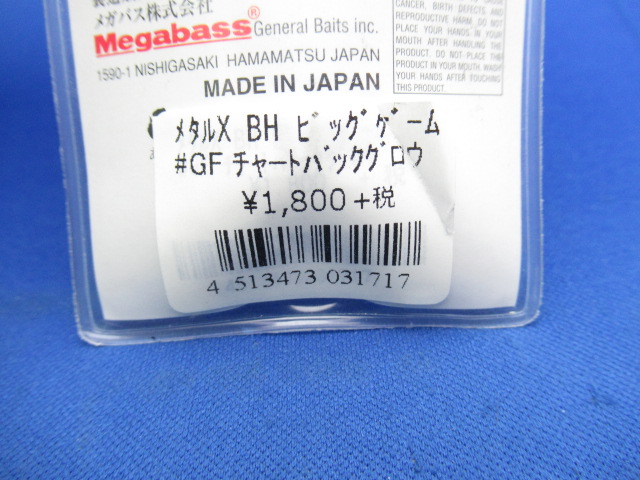 メガバス株式会社
Megabass® General Baits inc.
1590-1 NISHIGASAKI HAMAMATSU JAPAN
MADE IN JAPAN
CANCER, BIRTH DEFECTS AND
REPRODUCTIVE HARM. DO NOT
PLACE YOUR HANDS IN YOUR
MOUTH AFTER HANDLING THE
PRODUCT. DO NOT PLACE THE
PRODUCT IN YOUR MOUTH. WASH
YOUR HANDS AFTER TOUCHING
THIS PRODUCT.
メタルX BH ビッグゲーム
#GF チャートバックグロウ
¥1,800+税
4 513473 031717